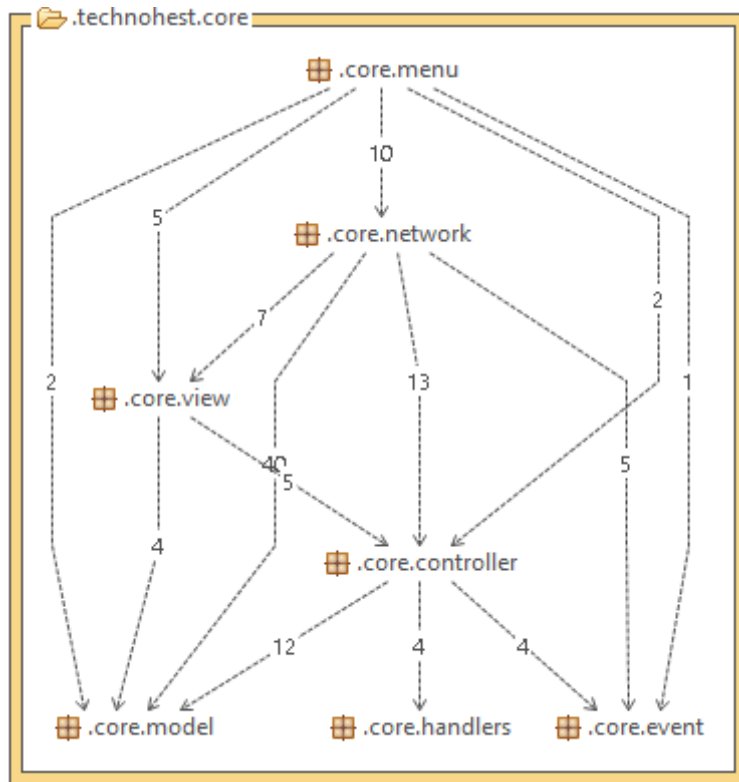 .technohest.core
.core.menu
10
5
.core.network
2
7
2
13
1
.core.view
40
5
5
4
.core.controller
12
4
4
.core.model
.core.handlers
.core.event